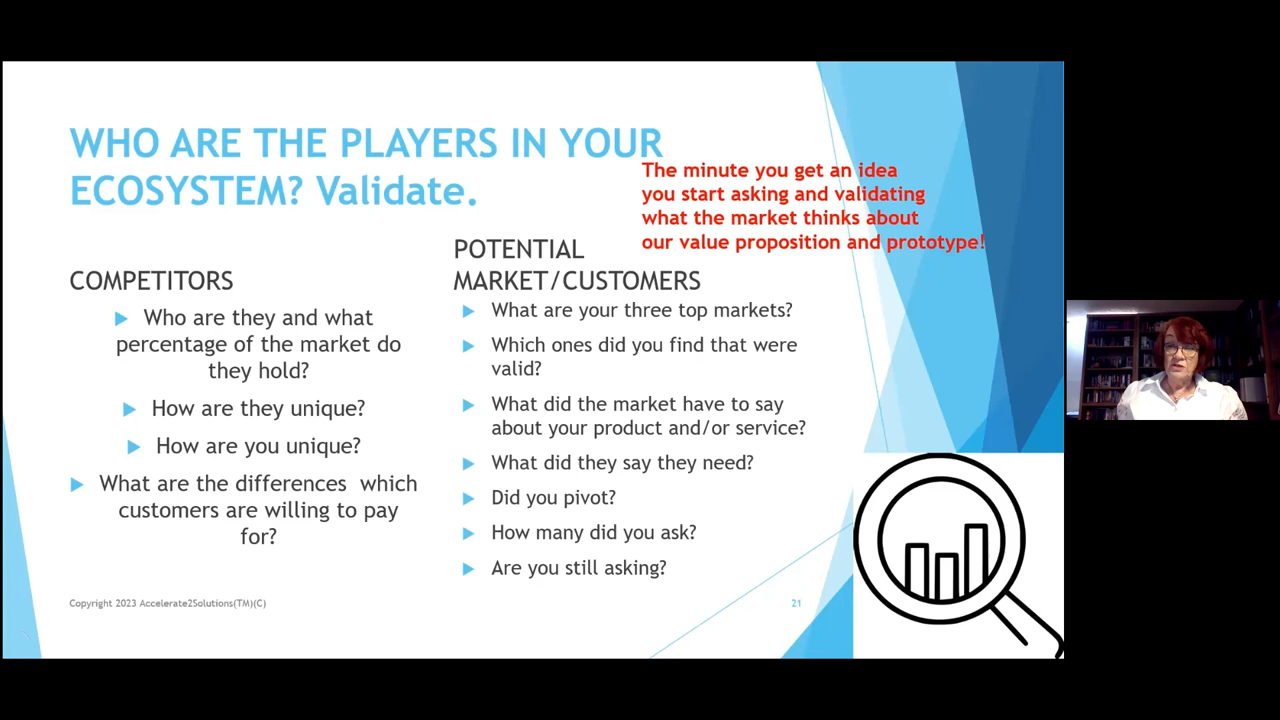 WHO ARE THE PLAYERS IN YOUR
ECOSYSTEM? Validate.
The minute you get an idea
you start asking and validating
what the market thinks about
our value proposition and prototype!
COMPETITORS
Who are they and what
percentage of the market do
they hold?
How are they unique?
How are you unique?
What are the differences which
customers are willing to pay
for?
POTENTIAL
MARKET/CUSTOMERS
What are your three top markets?
Which ones did you find that were
valid?
What did the market have to say
about your product and/or service?
What did they say they need?
Did you pivot?
How many did you ask?
Are you still asking?
Copyright 2023 Accelerate2Solutions(TM)(C)
21